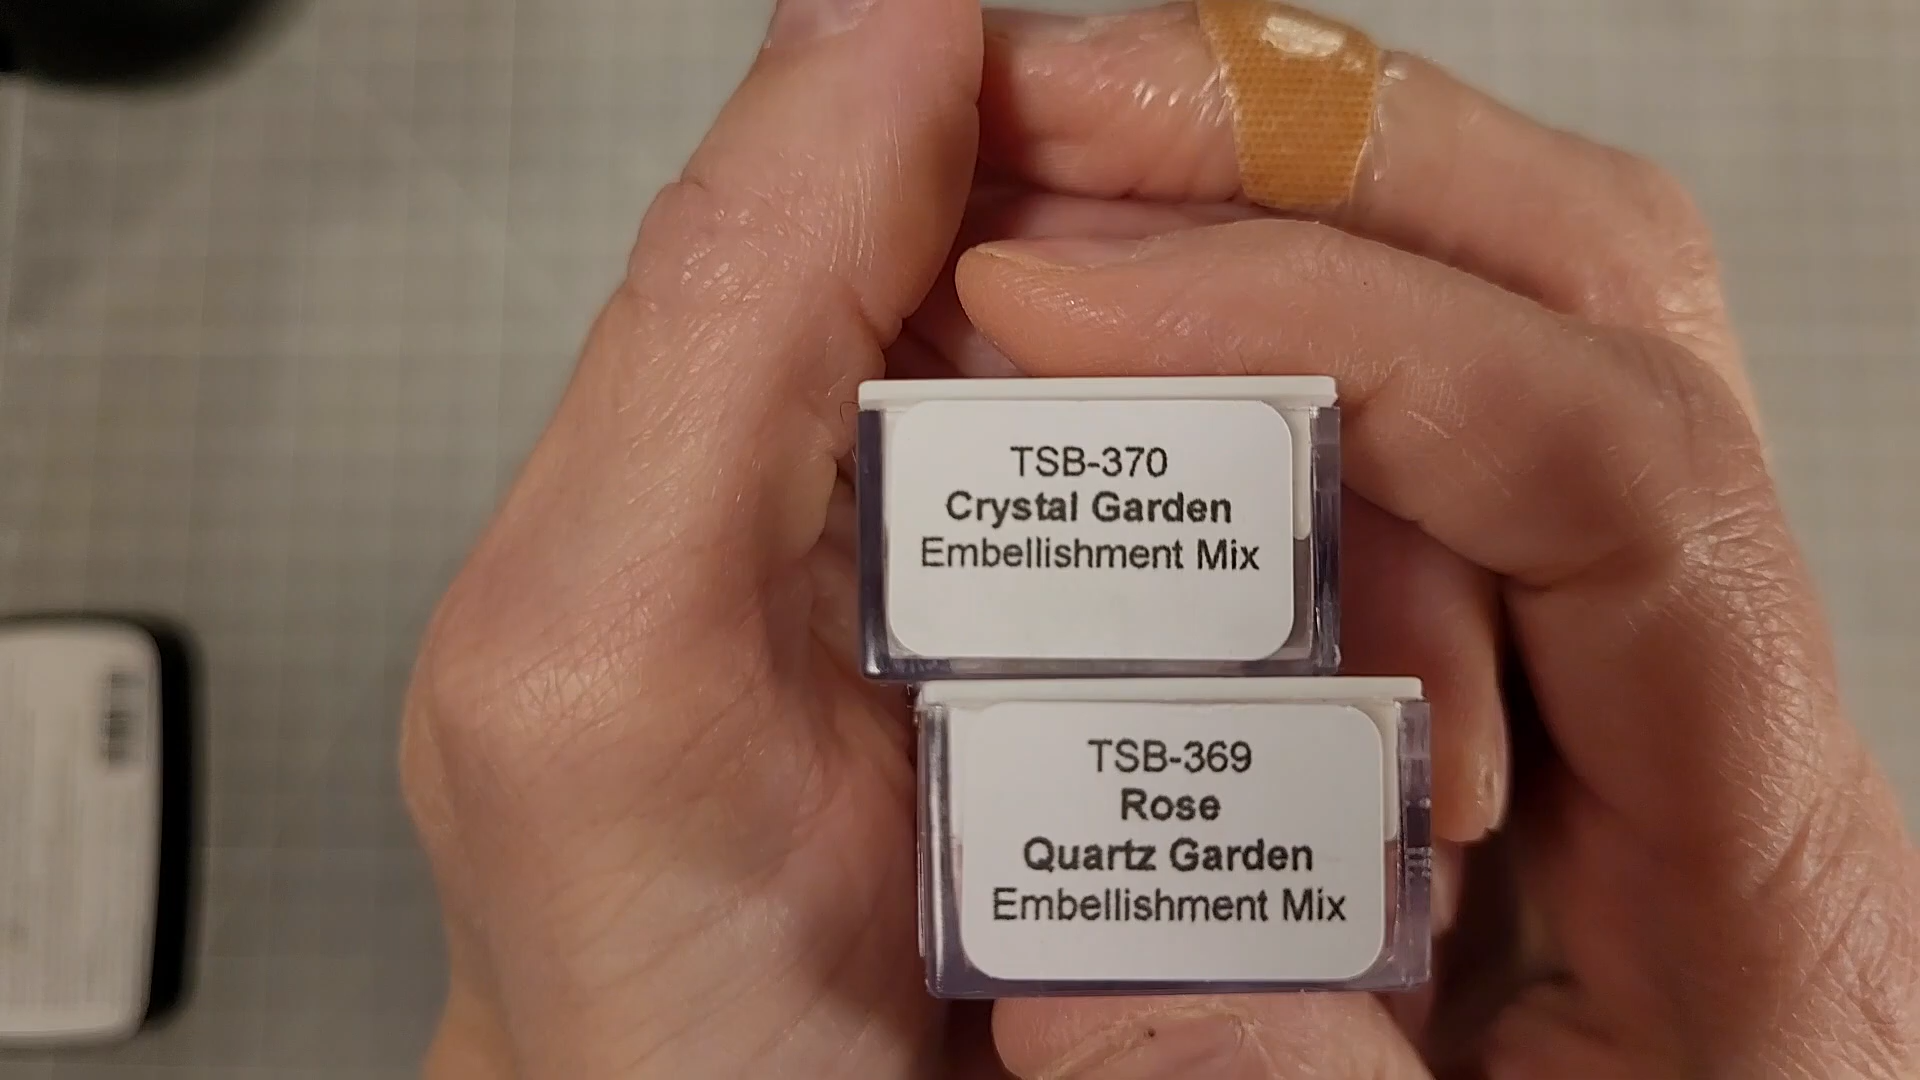 TSB-370
Crystal Garden
Embellishment Mix
TSB-369
Rose
Quartz Garden
Embellishment Mix